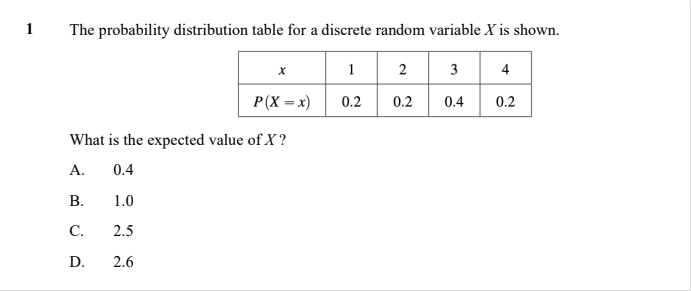 1 The probability distribution table for a discrete random variable X is shown.
x 1 2 3 4
P(X = x) 0.2 0.2 0.4 0.2
What is the expected value of X?
A. 0.4
B. 1.0
C. 2.5
D. 2.6